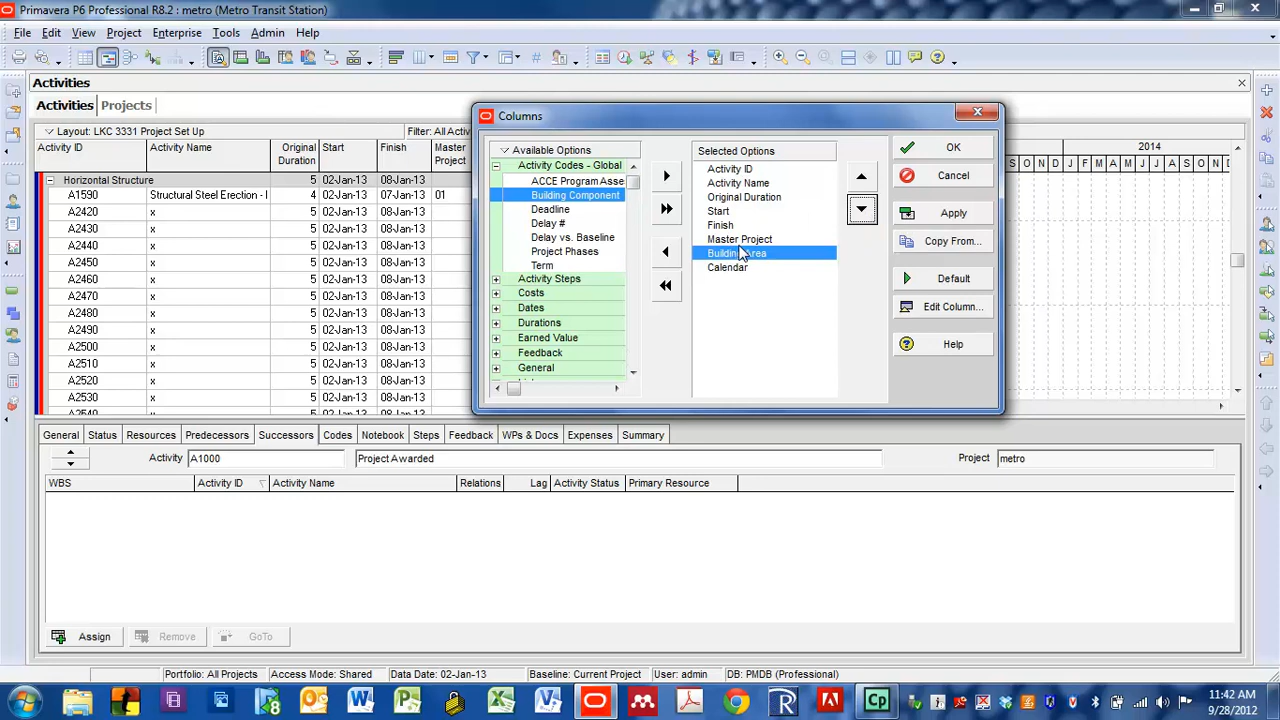 Primavera P6 Professional R8.2 : metro (Metro Transit Station)
File Edit View Project Enterprise Tools Admin Help
Activities
Activities Projects
Layout: LKC 3331 Project Set Up Filter: All Activ
Activity ID Activity Name Original Duration Start Finish Master Project
Horizontal Structure 5 02-Jan-13 08-Jan-13
A1590 Structural Steel Erection - I 4 02-Jan-13 07-Jan-13 01
A2420 x 5 02-Jan-13 08-Jan-13
A2430 x 5 02-Jan-13 08-Jan-13
A2440 x 5 02-Jan-13 08-Jan-13
A2450 x 5 02-Jan-13 08-Jan-13
A2460 x 5 02-Jan-13 08-Jan-13
A2470 x 5 02-Jan-13 08-Jan-13
A2480 x 5 02-Jan-13 08-Jan-13
A2490 x 5 02-Jan-13 08-Jan-13
A2500 x 5 02-Jan-13 08-Jan-13
A2510 x 5 02-Jan-13 08-Jan-13
A2520 x 5 02-Jan-13 08-Jan-13
A2530 x 5 02-Jan-13 08-Jan-13
A2540 x 5 02-Jan-13 08-Jan-13
2014
S O N D J F M A M J J A S O N D
Columns
Available Options
Activity Codes - Global
ACCE Program Asse
Building Component
Deadline
Delay #
Delay vs. Baseline
Project Phases
Term
Activity Steps
Costs
Dates
Durations
Earned Value
Feedback
General
Selected Options
Activity ID
Activity Name
Original Duration
Start
Finish
Master Project
Building Area
Calendar
OK
Cancel
Apply
Copy From...
Default
Edit Column...
Help
General Status Resources Predecessors Successors Codes Notebook Steps Feedback WPs & Docs Expenses Summary
Activity A1000 Project Awarded Project metro
WBS Activity ID Activity Name Relations Lag Activity Status Primary Resource
Assign Remove GoTo
Portfolio: All Projects Access Mode: Shared Data Date: 02-Jan-13 Baseline: Current Project User: admin DB: PMDB (Professional)
11:42 AM
9/28/2012